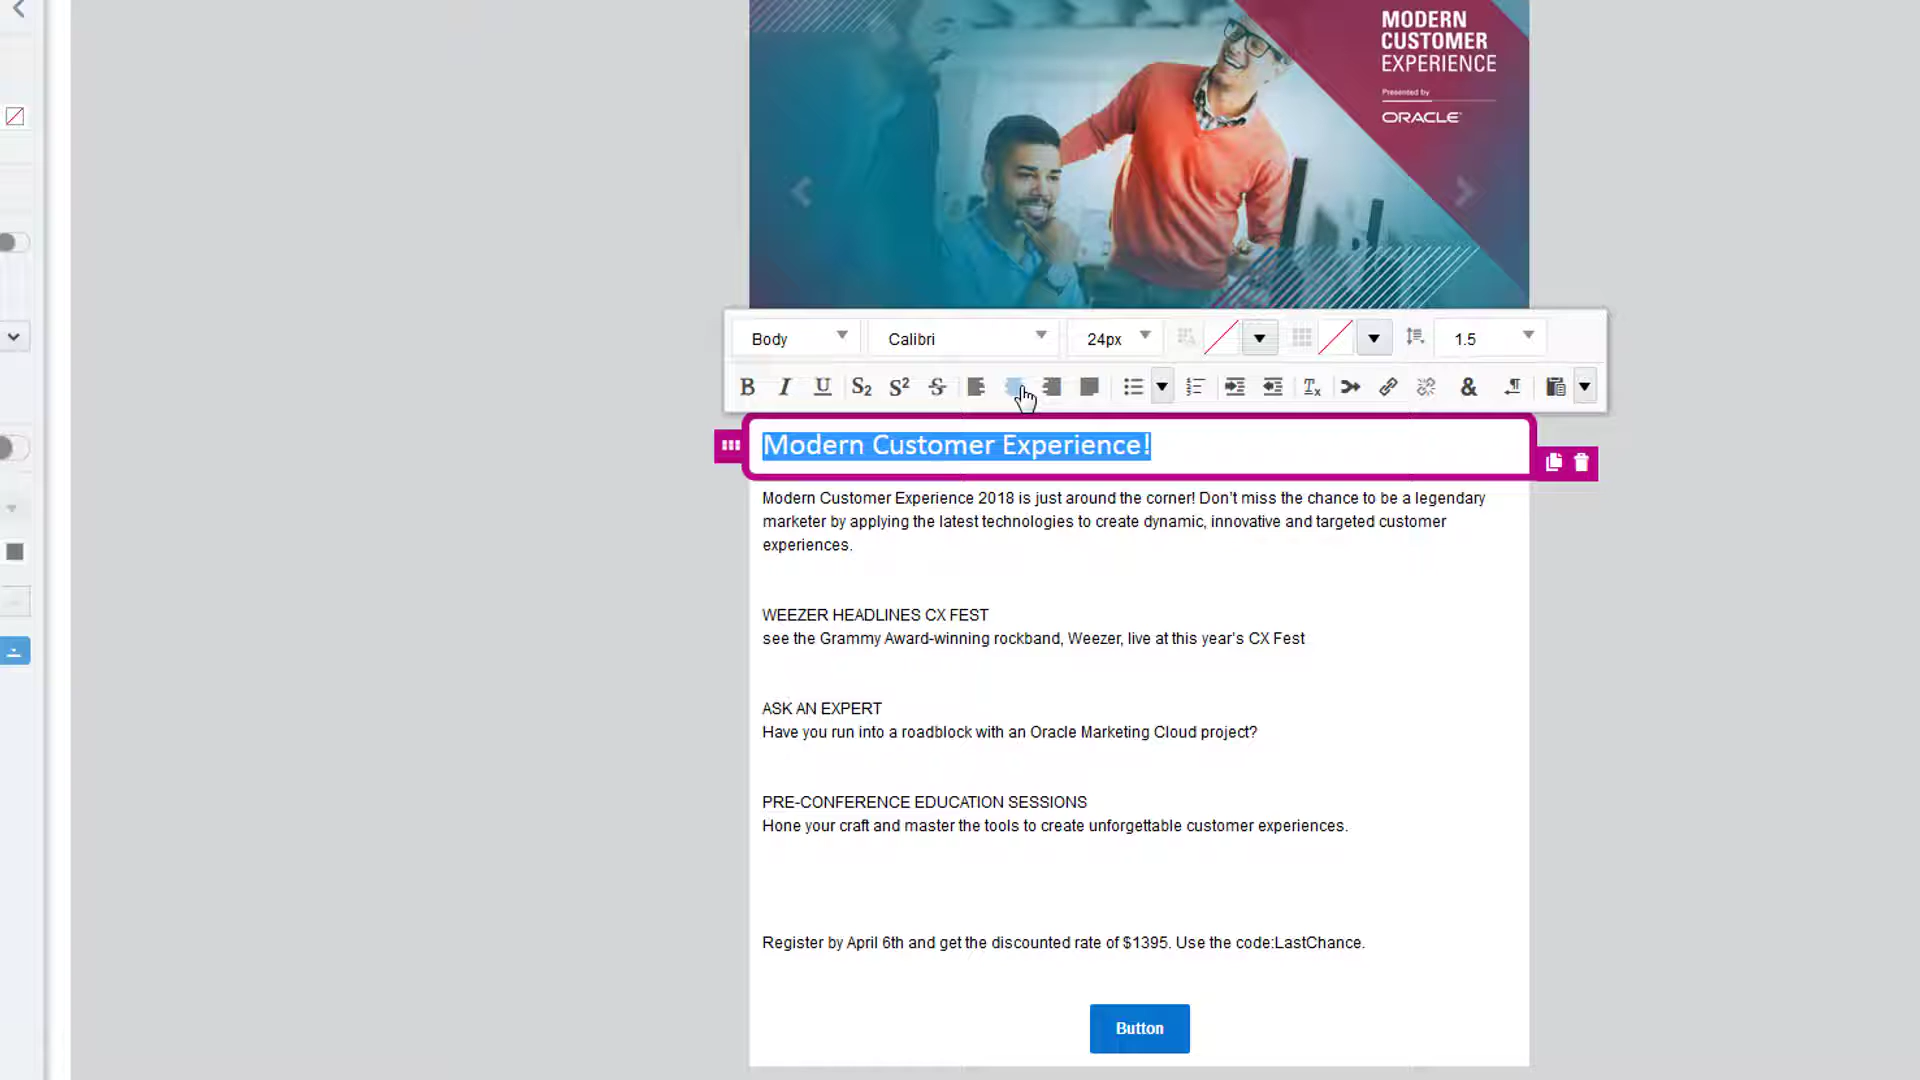 MODERN
CUSTOMER
EXPERIENCE
Presented by
ORACLE
Body
Calibri
24px
1.5
B I U S₂ S² S
Tx
&
Modern Customer Experience!
Modern Customer Experience 2018 is just around the corner! Don't miss the chance to be a legendary
marketer by applying the latest technologies to create dynamic, innovative and targeted customer
experiences.
WEEZER HEADLINES CX FEST
see the Grammy Award-winning rockband, Weezer, live at this year's CX Fest
ASK AN EXPERT
Have you run into a roadblock with an Oracle Marketing Cloud project?
PRE-CONFERENCE EDUCATION SESSIONS
Hone your craft and master the tools to create unforgettable customer experiences.
Register by April 6th and get the discounted rate of $1395. Use the code:LastChance.
Button